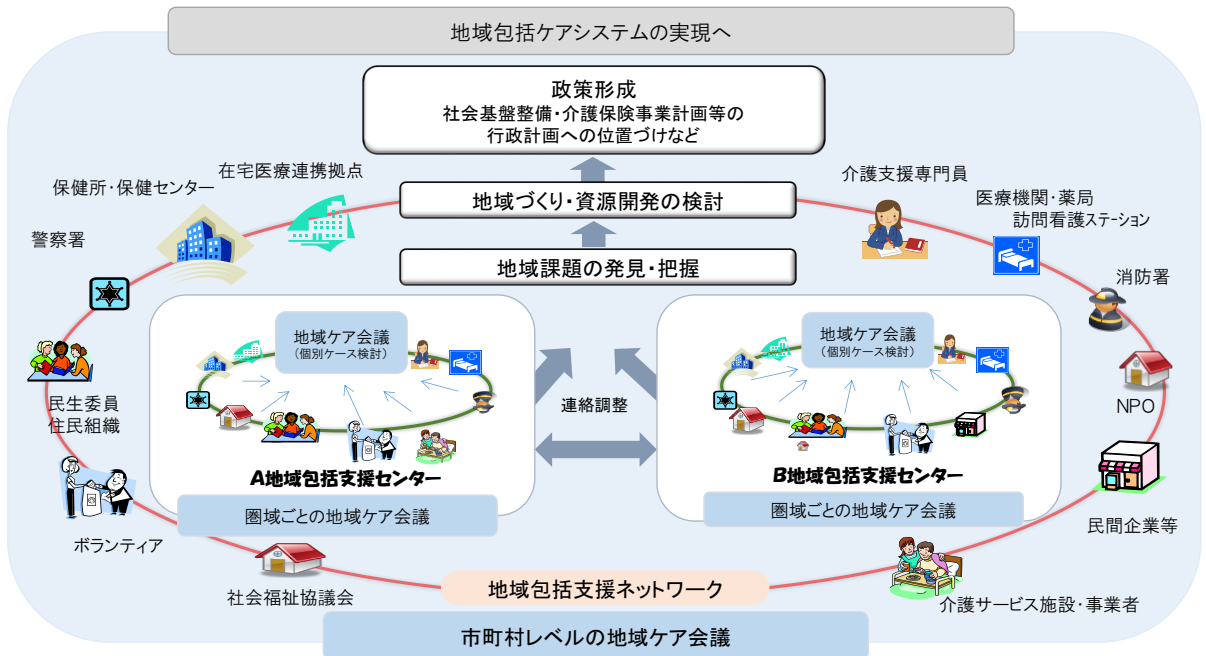 地域包括ケアシステムの実現へ
政策形成
社会基盤整備・介護保険事業計画等の
行政計画への位置づけなど
地域づくり・資源開発の検討
地域課題の発見・把握
在宅医療連携拠点
保健所・保健センター
警察署
介護支援専門員
医療機関・薬局
訪問看護ステーション
消防署
地域ケア会議
(個別ケース検討)
A地域包括支援センター
圏域ごとの地域ケア会議
連絡調整
地域ケア会議
(個別ケース検討)
B地域包括支援センター
圏域ごとの地域ケア会議
民生委員
住民組織
NPO
ボランティア
民間企業等
社会福祉協議会
地域包括支援ネットワーク
介護サービス施設・事業者
市町村レベルの地域ケア会議